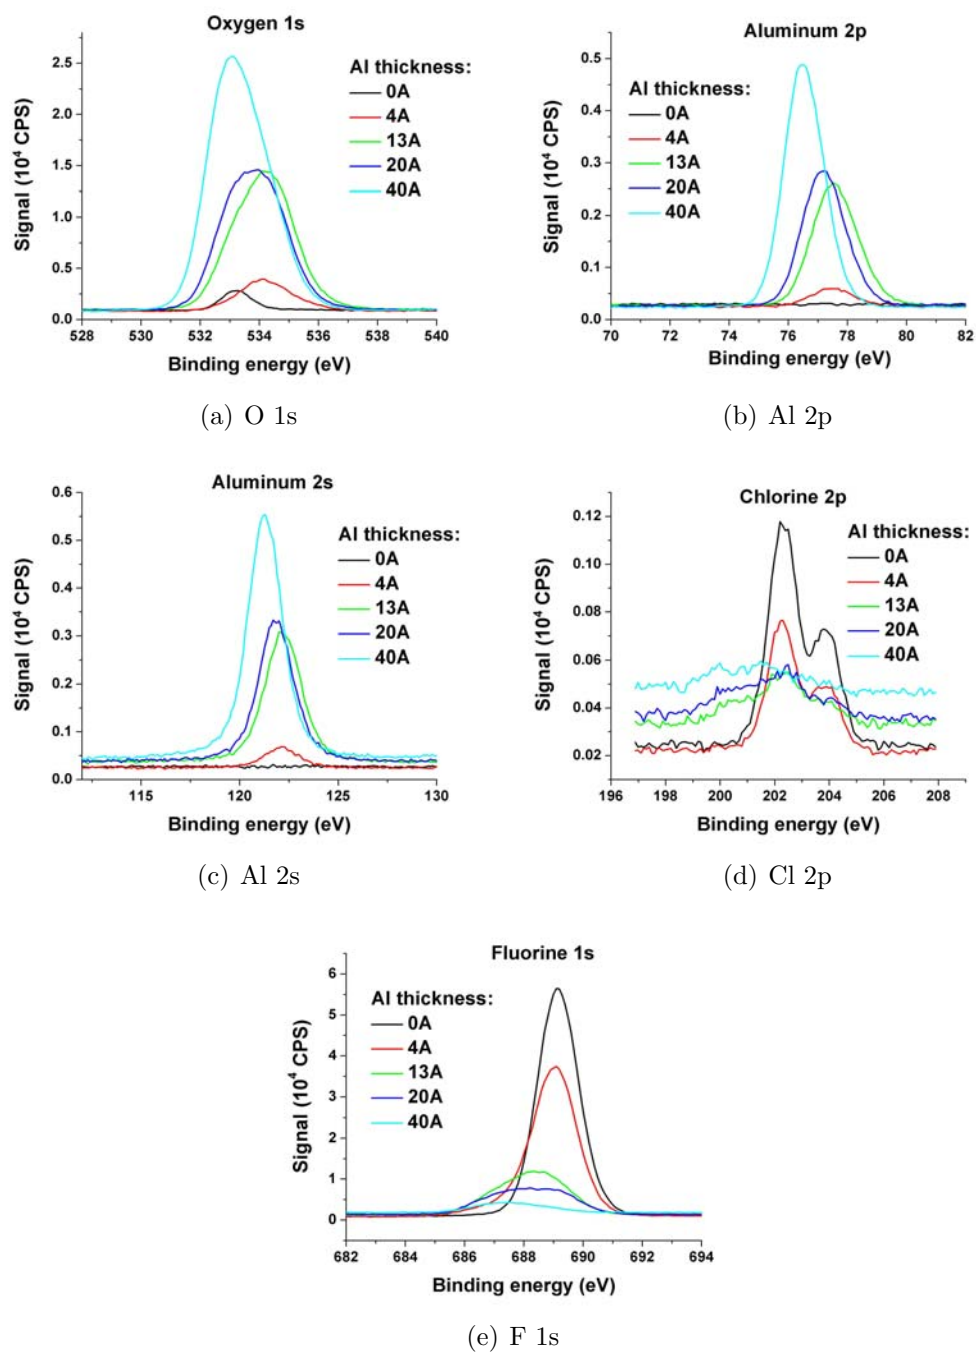 Oxygen 1s
Signal (10⁴ CPS)
2.5
2.0
1.5
1.0
0.5
0.0
Al thickness:
0A
4A
13A
20A
40A
528 530 532 534 536 538 540
Binding energy (eV)
(a) O 1s
Aluminum 2p
Signal (10⁴ CPS)
0.5
0.4
0.3
0.2
0.1
0.0
Al thickness:
0A
4A
13A
20A
40A
70 72 74 76 78 80 82
Binding energy (eV)
(b) Al 2p
Aluminum 2s
Signal (10⁴ CPS)
0.6
0.5
0.4
0.3
0.2
0.1
0.0
Al thickness:
0A
4A
13A
20A
40A
115 120 125 130
Binding energy (eV)
(c) Al 2s
Chlorine 2p
Signal (10⁴ CPS)
0.12
0.10
0.08
0.06
0.04
0.02
Al thickness:
0A
4A
13A
20A
40A
196 198 200 202 204 206 208
Binding energy (eV)
(d) Cl 2p
Fluorine 1s
Signal (10⁴ CPS)
6
5
4
3
2
1
0
Al thickness:
0A
4A
13A
20A
40A
682 684 686 688 690 692 694
Binding energy (eV)
(e) F 1s